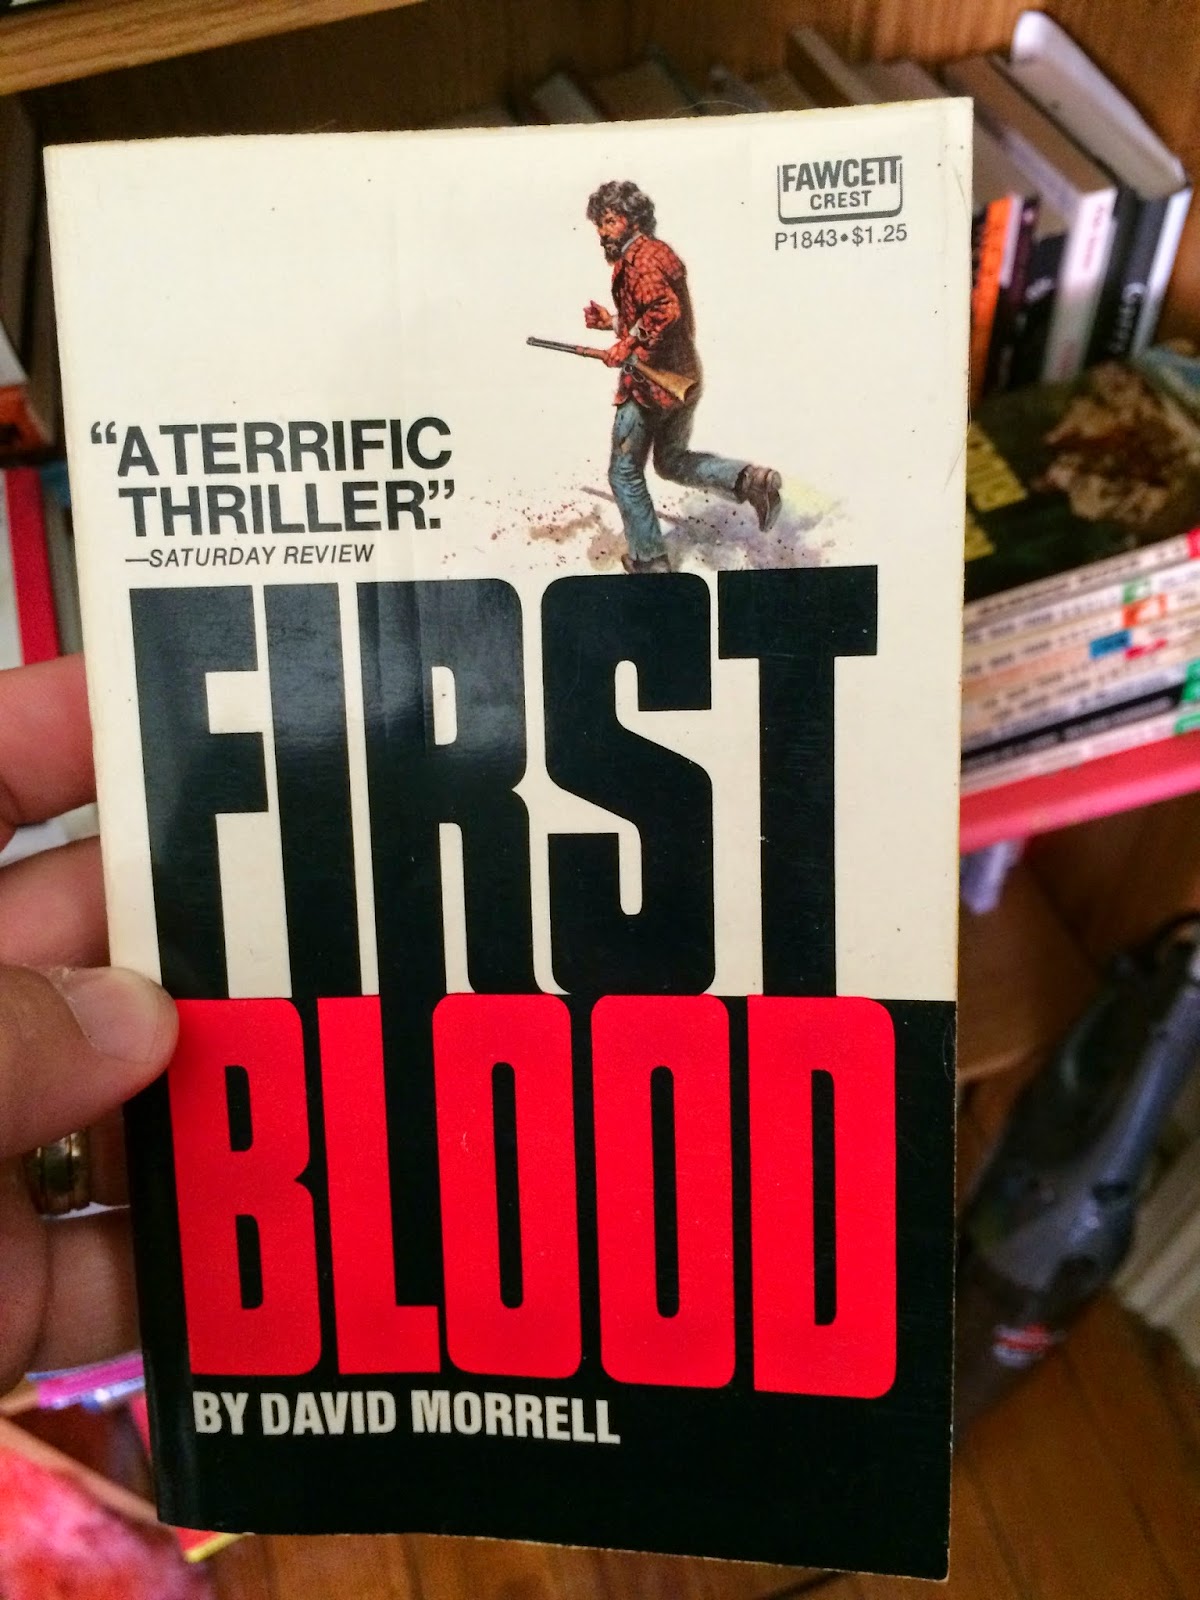 FAWCETT
CREST
P1843•$1.25
“A TERRIFIC
THRILLER.”
—SATURDAY REVIEW
FIRST
BLOOD
BY DAVID MORRELL